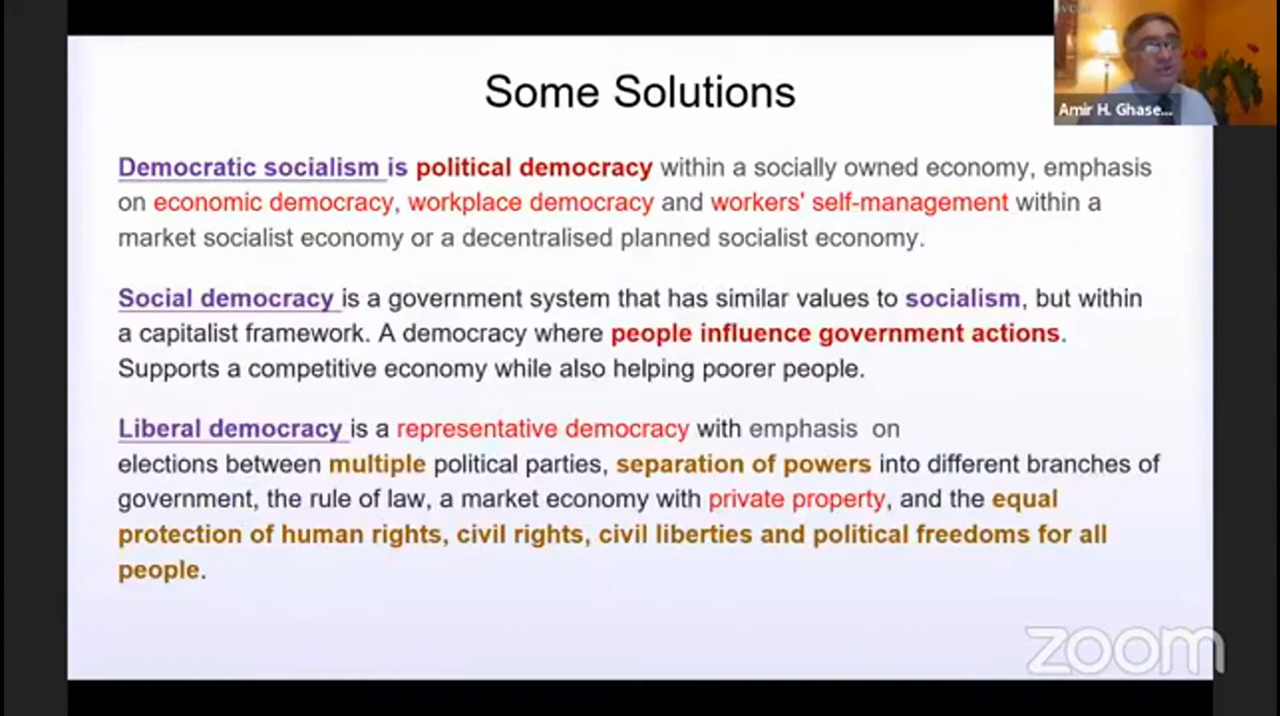 Some Solutions
Amir H. Ghase...
Democratic socialism is political democracy within a socially owned economy, emphasis
on economic democracy, workplace democracy and workers' self-management within a
market socialist economy or a decentralised planned socialist economy.
Social democracy is a government system that has similar values to socialism, but within
a capitalist framework. A democracy where people influence government actions.
Supports a competitive economy while also helping poorer people.
Liberal democracy is a representative democracy with emphasis on
elections between multiple political parties, separation of powers into different branches of
government, the rule of law, a market economy with private property, and the equal
protection of human rights, civil rights, civil liberties and political freedoms for all
people.
zoom